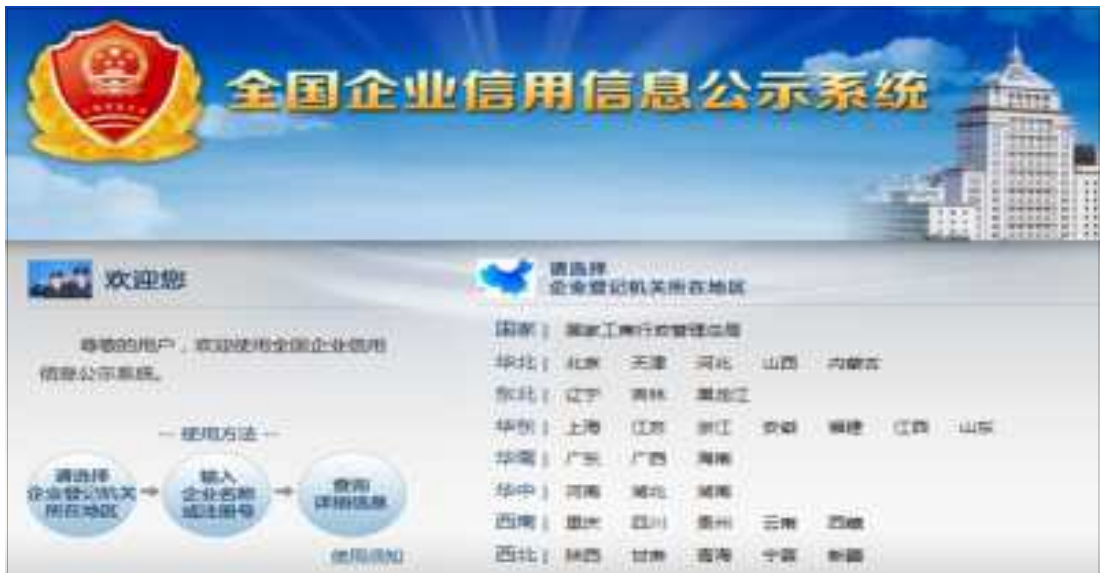 全国企业信用信息公示系统
欢迎您
尊敬的用户，欢迎使用全国企业信用
信息公示系统。
— 使用方法 —
请选择
企业登记机关
所在地区
输入
企业名称
或注册号
查询
详细信息
使用须知
请选择
企业登记机关所在地区
国家 | 国家工商行政管理总局
华北 | 北京 天津 河北 山西 内蒙古
东北 | 辽宁 吉林 黑龙江
华东 | 上海 江苏 浙江 安徽 福建 江西 山东
华南 | 广东 广西 海南
华中 | 河南 湖北 湖南
西南 | 重庆 四川 贵州 云南 西藏
西北 | 陕西 甘肃 青海 宁夏 新疆